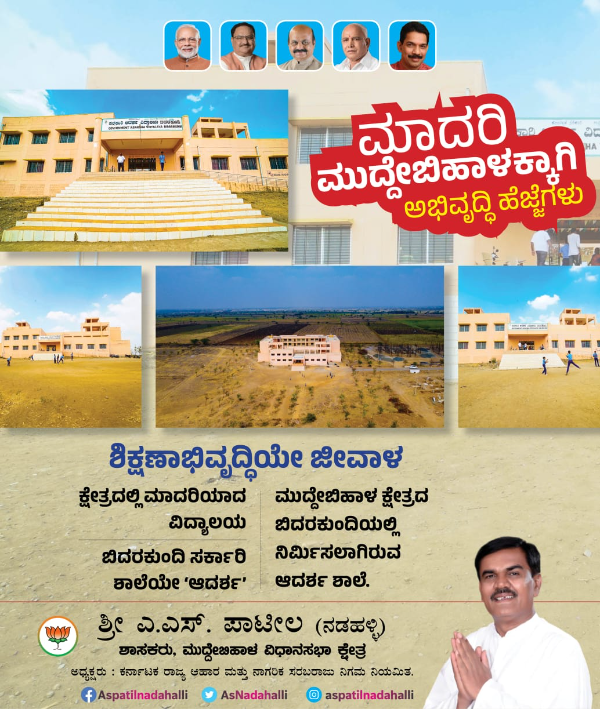 ಮಾದರಿ
ಮುದ್ದೇಬಿಹಾಳಕ್ಕಾಗಿ
ಅಭಿವೃದ್ಧಿ ಹೆಜ್ಜೆಗಳು
ಶಿಕ್ಷಣಾಭಿವೃದ್ಧಿಯೇ ಜೀವಾಳ
ಕ್ಷೇತ್ರದಲ್ಲಿ ಮಾದರಿಯಾದ
ವಿದ್ಯಾಲಯ
ಬಿದರಕುಂದಿ ಸರ್ಕಾರಿ
ಶಾಲೆಯೇ ‘ಆದರ್ಶ’
ಮುದ್ದೇಬಿಹಾಳ ಕ್ಷೇತ್ರದ
ಬಿದರಕುಂದಿಯಲ್ಲಿ
ನಿರ್ಮಿಸಲಾಗಿರುವ
ಆದರ್ಶ ಶಾಲೆ.
ಶ್ರೀ ಎ.ಎಸ್. ಪಾಟೀಲ (ನಡಹಳ್ಳಿ)
ಶಾಸಕರು, ಮುದ್ದೇಬಿಹಾಳ ವಿಧಾನಸಭಾ ಕ್ಷೇತ್ರ
ಅಧ್ಯಕ್ಷರು : ಕರ್ನಾಟಕ ರಾಜ್ಯ ಆಹಾರ ಮತ್ತು ನಾಗರಿಕ ಸರಬರಾಜು ನಿಗಮ ನಿಯಮಿತ.
Aspatilnadahalli AsNadahalli aspatilnadahalli